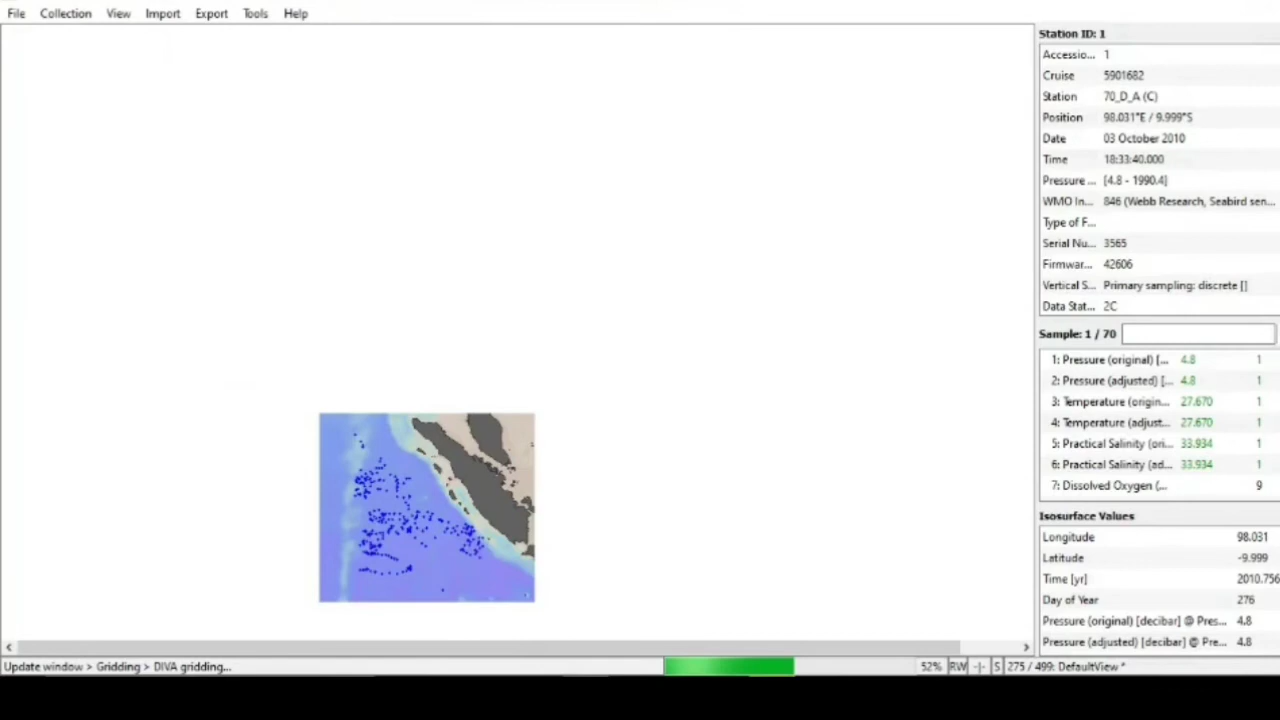 File Collection View Import Export Tools Help
Station ID: 1
Accessio... 1
Cruise 5901682
Station 70_D_A (C)
Position 98.031°E / 9.999°S
Date 03 October 2010
Time 18:33:40.000
Pressure ... [4.8 - 1990.4]
WMO In... 846 (Webb Research, Seabird sen...
Type of F...
Serial Nu... 3565
Firmwar... 42606
Vertical S... Primary sampling: discrete []
Data Stat... 2C
Sample: 1 / 70
1: Pressure (original) [... 4.8 1
2: Pressure (adjusted) [... 4.8 1
3: Temperature (origin... 27.670 1
4: Temperature (adjust... 27.670 1
5: Practical Salinity (ori... 33.934 1
6: Practical Salinity (ad... 33.934 1
7: Dissolved Oxygen (... 9
Isosurface Values
Longitude 98.031
Latitude -9.999
Time [yr] 2010.756
Day of Year 276
Pressure (original) [decibar] @ Pres... 4.8
Pressure (adjusted) [decibar] @ Pre... 4.8
Update window > Gridding > DIVA gridding... 52% RW -|- S 275 / 499: DefaultView *